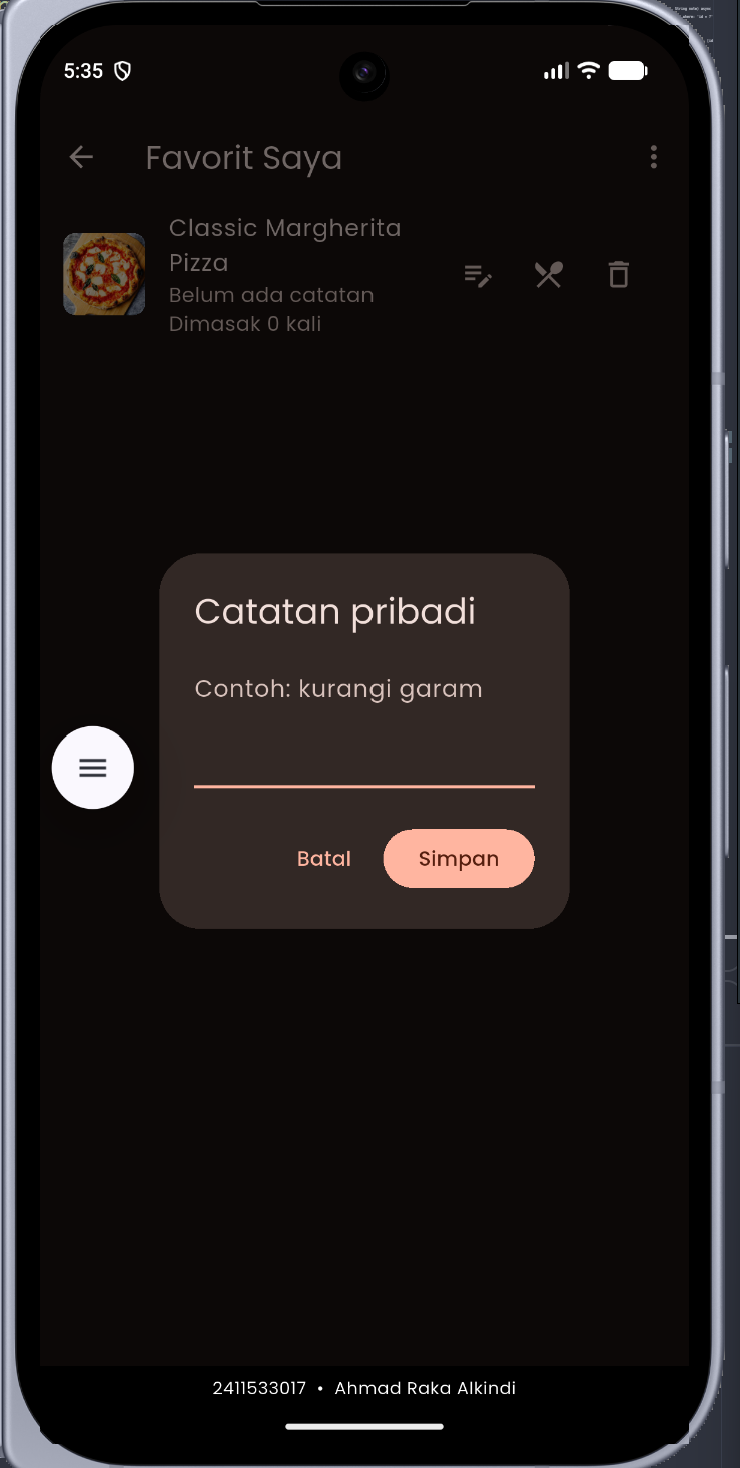 5:35
Favorit Saya
Classic Margherita
Pizza
Belum ada catatan
Dimasak 0 kali
Catatan pribadi
Contoh: kurangi garam
Batal
Simpan
2411533017 • Ahmad Raka Alkindi